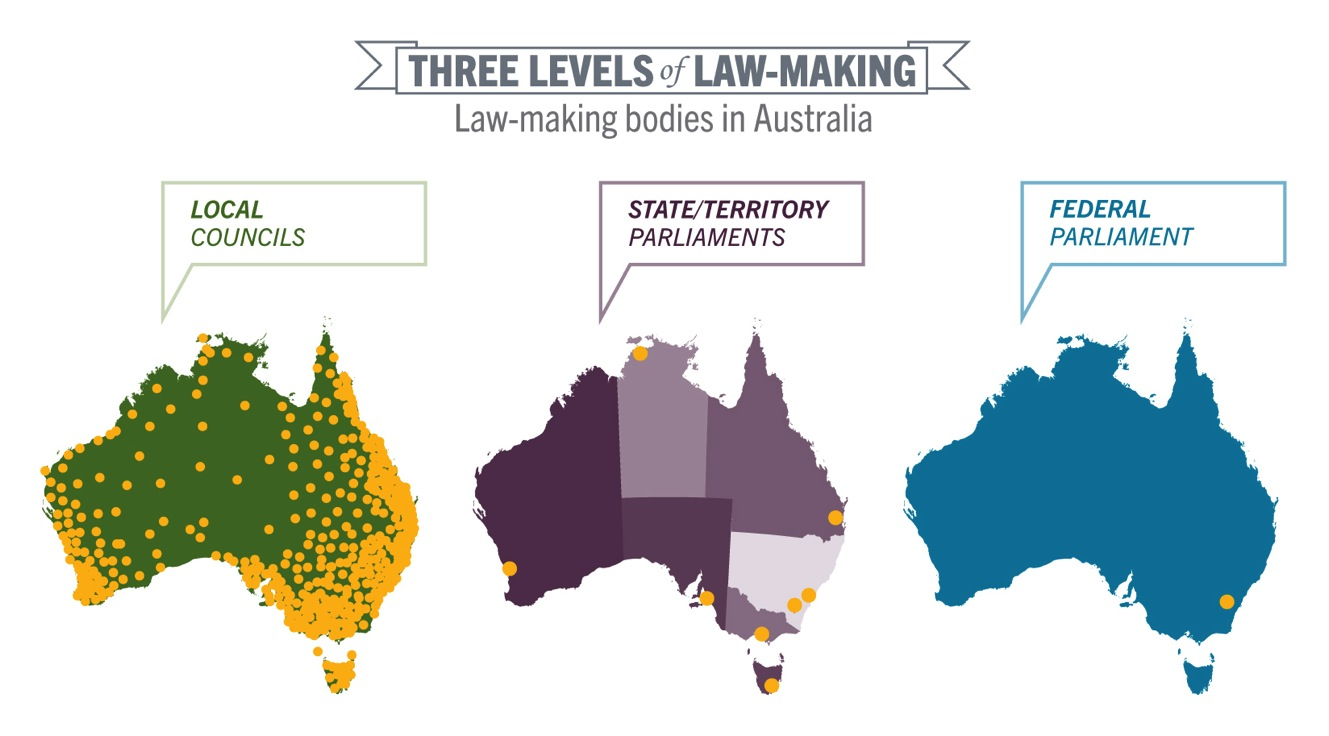 THREE LEVELS of LAW-MAKING
Law-making bodies in Australia
LOCAL
COUNCILS
STATE/TERRITORY
PARLIAMENTS
FEDERAL
PARLIAMENT